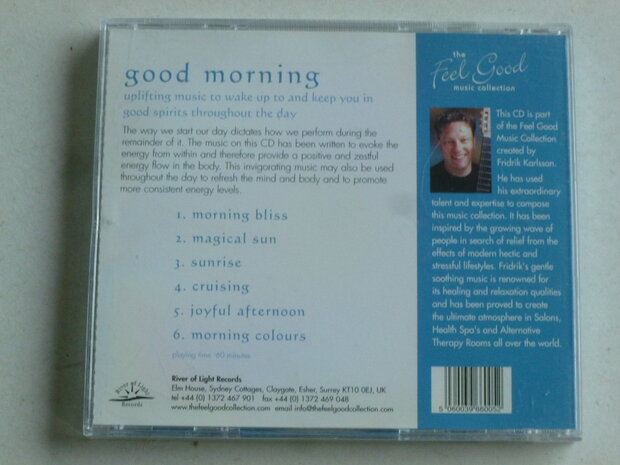 good morning
uplifting music to wake up to and keep you in
good spirits throughout the day
The way we start our day dictates how we perform during the
remainder of it. The music on this CD has been written to evoke the
energy from within and therefore provide a positive and zestful
energy flow in the body. This invigorating music may also be used
throughout the day to refresh the mind and body and to promote
more consistent energy levels.
1. morning bliss
2. magical sun
3. sunrise
4. cruising
5. joyful afternoon
6. morning colours
playing time '60 minutes
River of Light
Records
River of Light Records
Elm House, Sydney Cottages, Claygate, Esher, Surrey KT10 0EJ, UK
tel +44 (0) 1372 467 901 fax +44 (0) 1372 469 048
www.thefeelgoodcollection.com email info@thefeelgoodcollection.com
the
Feel Good
music collection
This CD is part
of the Feel Good
Music Collection
created by
Fridrik Karlsson.
He has used
his extraordinary
talent and expertise to compose
this music collection. It has been
inspired by the growing wave of
people in search of relief from the
effects of modern hectic and
stressful lifestyles. Fridrik's gentle
soothing music is renowned for
its healing and relaxation qualities
and has been proved to create
the ultimate atmosphere in Salons,
Health Spa's and Alternative
Therapy Rooms all over the world.
5 060039 660052